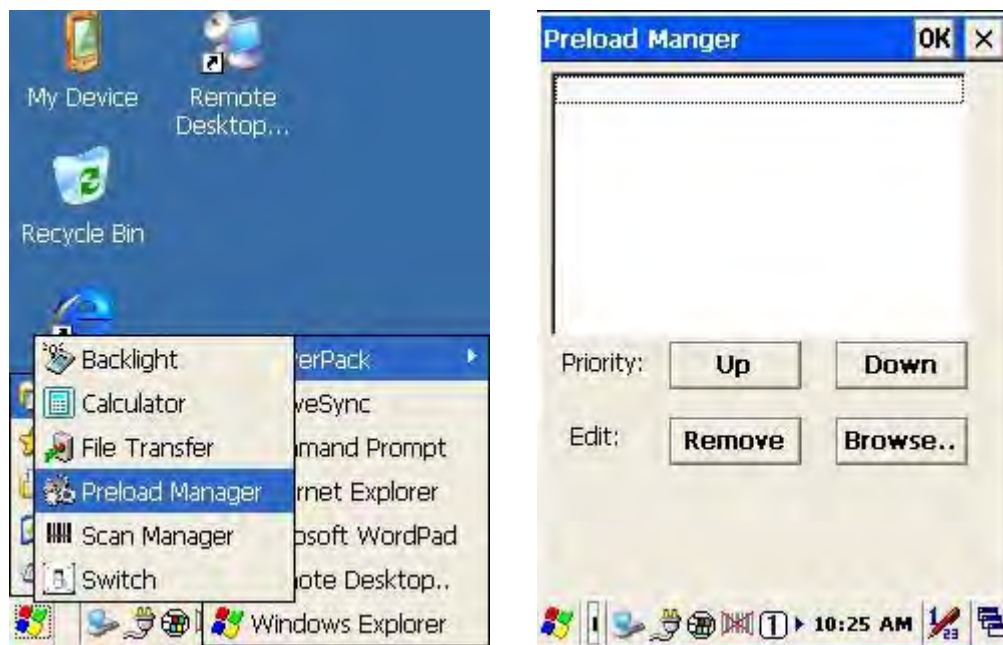 My Device
Remote
Desktop...
Recycle Bin
Backlight
Calculator
File Transfer
Preload Manager
Scan Manager
Switch
erPack
veSync
mand Prompt
rnet Explorer
osoft WordPad
ote Desktop..
Windows Explorer
Preload Manger
OK
Priority:
Up
Down
Edit:
Remove
Browse..
1
10:25 AM